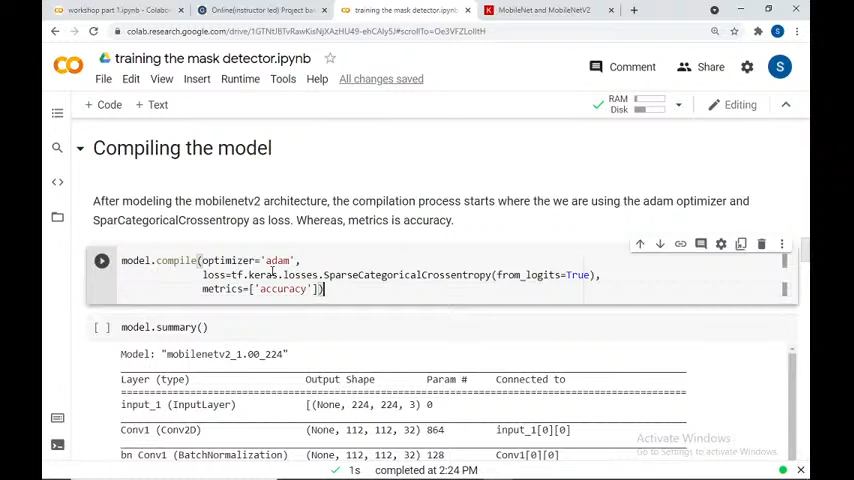 workshop part 1.ipynb - Colabor
Online(instructor led) Project ba
training the mask detector.ipynb
MobileNet and MobileNetV2
colab.research.google.com/drive/1GTNtJBTvRawKisNjXAzHU49-ehCAIy5J#scrollTo=Oe3VFZLolltH
training the mask detector.ipynb
File Edit View Insert Runtime Tools Help All changes saved
Comment
Share
S
+ Code + Text
RAM
Disk
Editing
Compiling the model
After modeling the mobilenetv2 architecture, the compilation process starts where the we are using the adam optimizer and
SparCategoricalCrossentropy as loss. Whereas, metrics is accuracy.
model.compile(optimizer='adam',
loss=tf.keras.losses.SparseCategoricalCrossentropy(from_logits=True),
metrics=['accuracy'])
[ ] model.summary()
Model: "mobilenetv2_1.00_224"
Layer (type) Output Shape Param # Connected to
input_1 (InputLayer) [(None, 224, 224, 3) 0
Conv1 (Conv2D) (None, 112, 112, 32) 864 input_1[0][0]
bn_Conv1 (BatchNormalization) (None, 112, 112, 32) 128 Conv1[0][0]
Activate Windows
Go to Settings to activate Windows.
1s completed at 2:24 PM